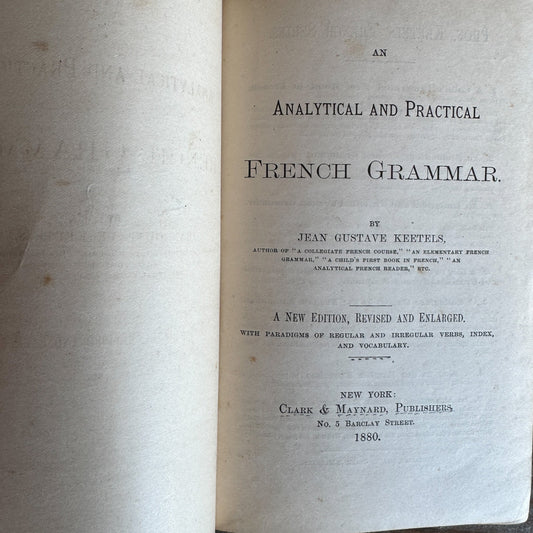 AN
ANALYTICAL AND PRACTICAL
FRENCH GRAMMAR.
BY
JEAN GUSTAVE KEETELS,
AUTHOR OF "A COLLEGIATE FRENCH COURSE," "AN ELEMENTARY FRENCH
GRAMMAR," "A CHILD'S FIRST BOOK IN FRENCH," "AN
ANALYTICAL FRENCH READER," ETC.
A NEW EDITION, REVISED AND ENLARGED.
WITH PARADIGMS OF REGULAR AND IRREGULAR VERBS, INDEX,
AND VOCABULARY.
NEW YORK:
CLARK & MAYNARD, PUBLISHERS,
No. 5 BARCLAY STREET.
1880.